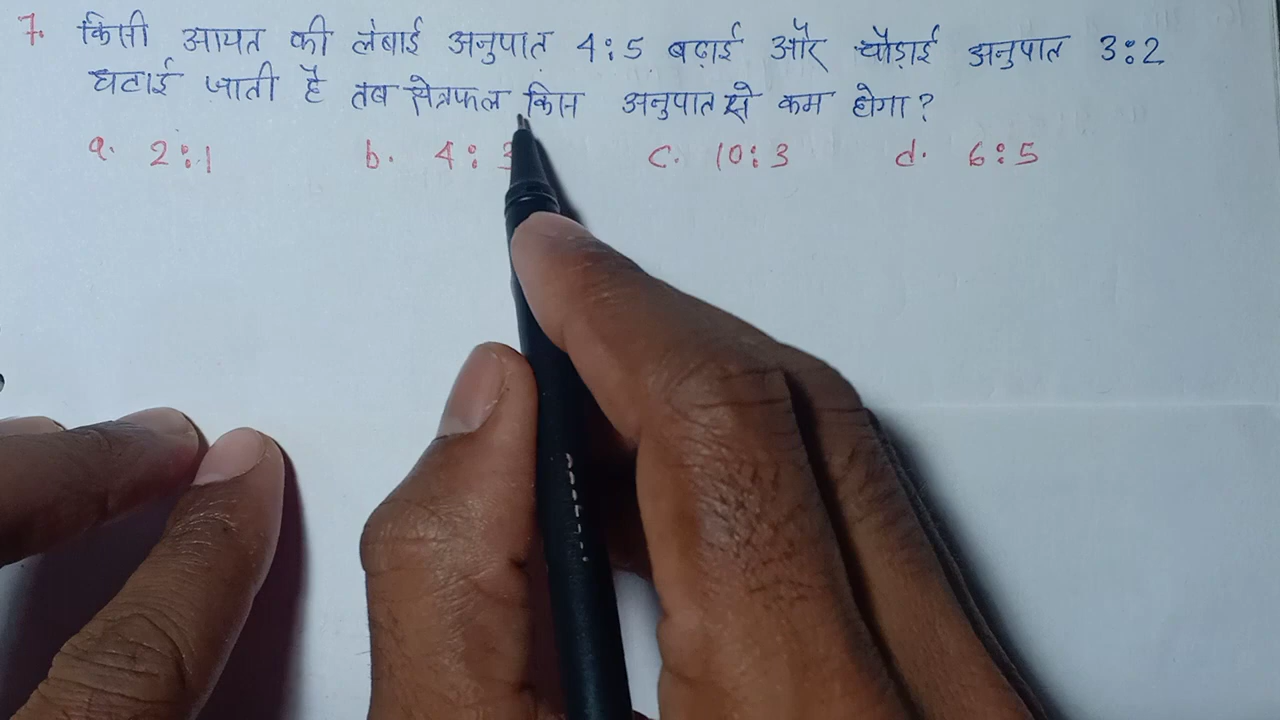 7. किसी आयत की लंबाई अनुपात 4:5 बढ़ाई और चौड़ाई अनुपात 3:2
घटाई जाती है तब क्षेत्रफल किस अनुपात से कम होगा?
a. 2:1 b. 4:3 c. 10:3 d. 6:5